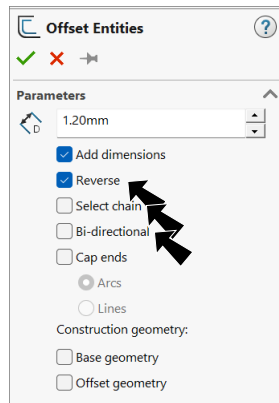 Offset Entities
?
Parameters
D
1.20mm
Add dimensions
Reverse
Select chain
Bi-directional
Cap ends
Arcs
Lines
Construction geometry:
Base geometry
Offset geometry